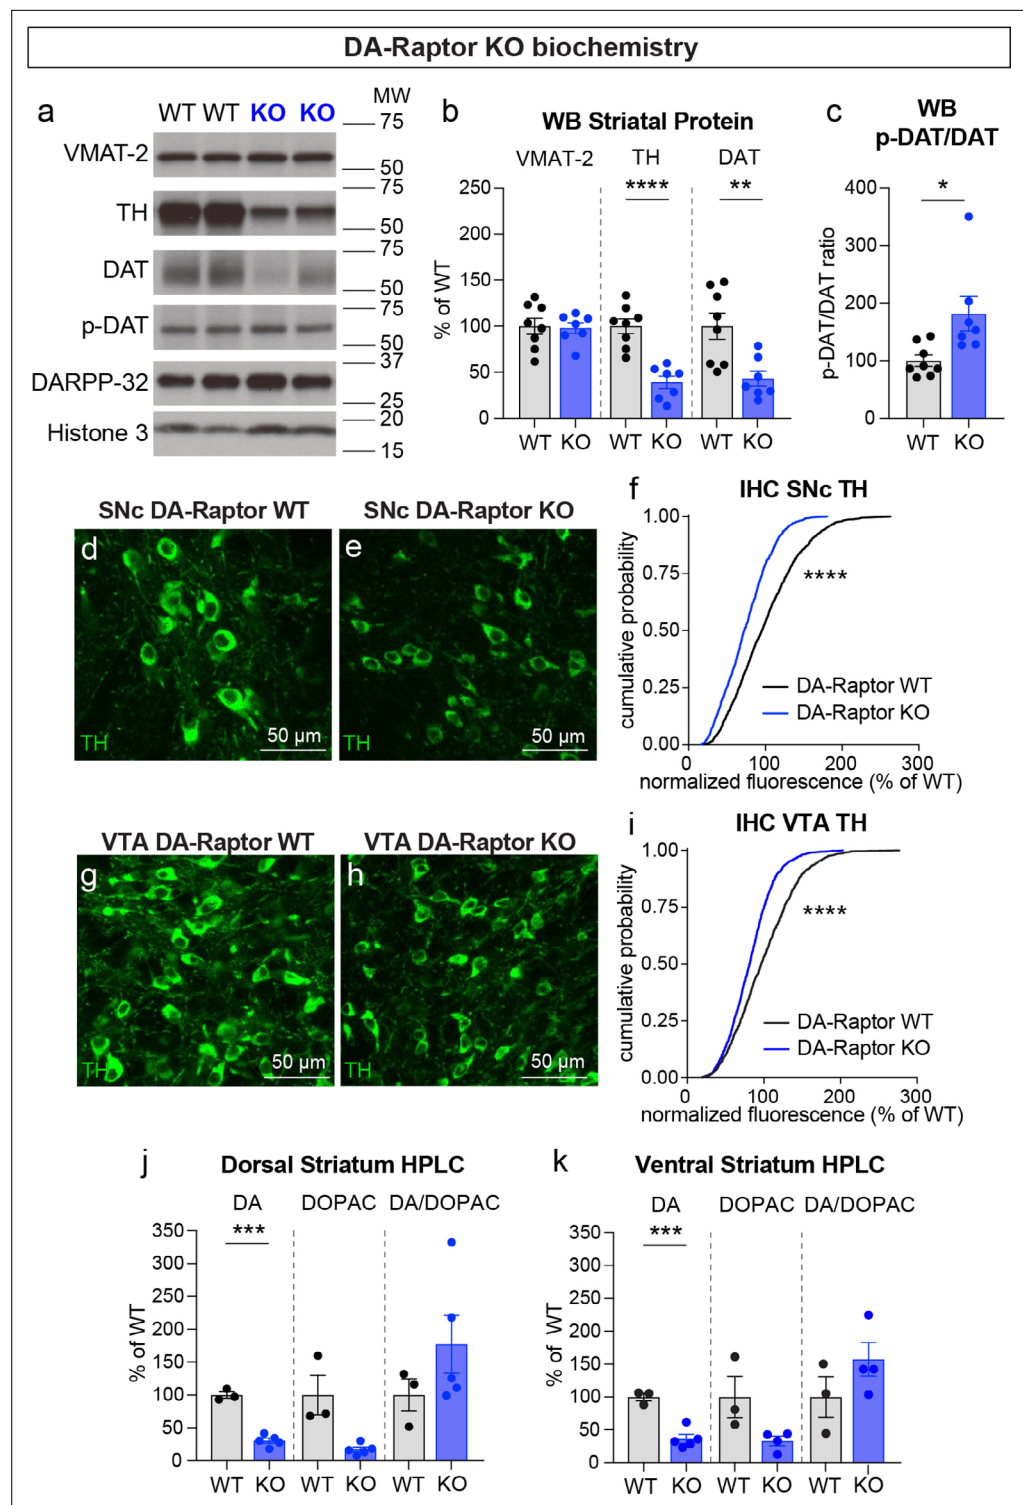 DA-Raptor KO biochemistry
a
WT WT KO KO
MW
VMAT-2
75
50
TH
75
50
DAT
75
50
p-DAT
75
50
DARPP-32
37
25
Histone 3
20
15
b
WB Striatal Protein
VMAT-2 TH DAT
**** **
% of WT
250
200
150
100
50
0
WT KO WT KO WT KO
c
WB
p-DAT/DAT
*
p-DAT/DAT ratio
400
300
200
100
0
WT KO
SNc DA-Raptor WT
d
TH
50 µm
SNc DA-Raptor KO
e
50 µm
f
IHC SNc TH
cumulative probability
1.00
0.75
0.50
0.25
0.00
****
DA-Raptor WT
DA-Raptor KO
0 100 200 300
normalized fluorescence (% of WT)
VTA DA-Raptor WT
g
TH
50 µm
VTA DA-Raptor KO
h
50 µm
i
IHC VTA TH
cumulative probability
1.00
0.75
0.50
0.25
0.00
****
DA-Raptor WT
DA-Raptor KO
0 100 200 300
normalized fluorescence (% of WT)
j
Dorsal Striatum HPLC
DA DOPAC DA/DOPAC
***
% of WT
350
300
250
200
150
100
50
0
WT KO WT KO WT KO
k
Ventral Striatum HPLC
DA DOPAC DA/DOPAC
***
% of WT
350
300
250
200
150
100
50
0
WT KO WT KO WT KO